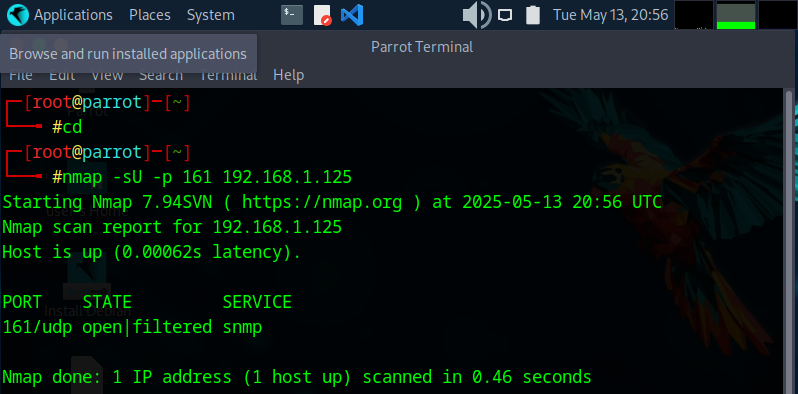 Applications Places System Tue May 13, 20:56
Parrot Terminal
Browse and run installed applications
File Edit View Search Terminal Help
[root@parrot]─[~]
#cd
[root@parrot]─[~]
#nmap -sU -p 161 192.168.1.125
Starting Nmap 7.94SVN ( https://nmap.org ) at 2025-05-13 20:56 UTC
Nmap scan report for 192.168.1.125
Host is up (0.00062s latency).
PORT STATE SERVICE
161/udp open|filtered snmp
Install Debian
Nmap done: 1 IP address (1 host up) scanned in 0.46 seconds